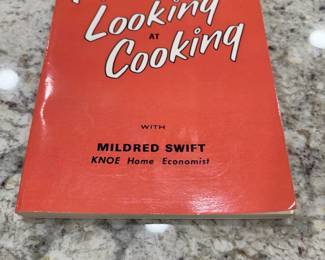 Looking
AT
Cooking
WITH
MILDRED SWIFT
KNOE Home Economist